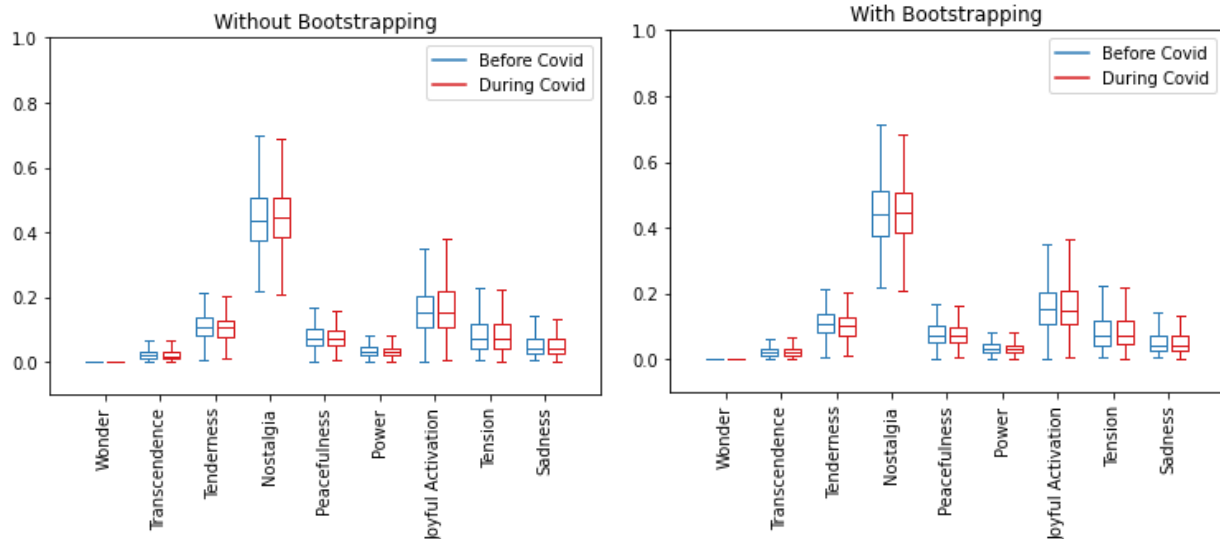 Without Bootstrapping
1.0
0.8
0.6
0.4
0.2
0.0
Before Covid
During Covid
Wonder
Transcendence
Tenderness
Nostalgia
Peacefulness
Power
Joyful Activation
Tension
Sadness
With Bootstrapping
1.0
0.8
0.6
0.4
0.2
0.0
Before Covid
During Covid
Wonder
Transcendence
Tenderness
Nostalgia
Peacefulness
Power
Joyful Activation
Tension
Sadness